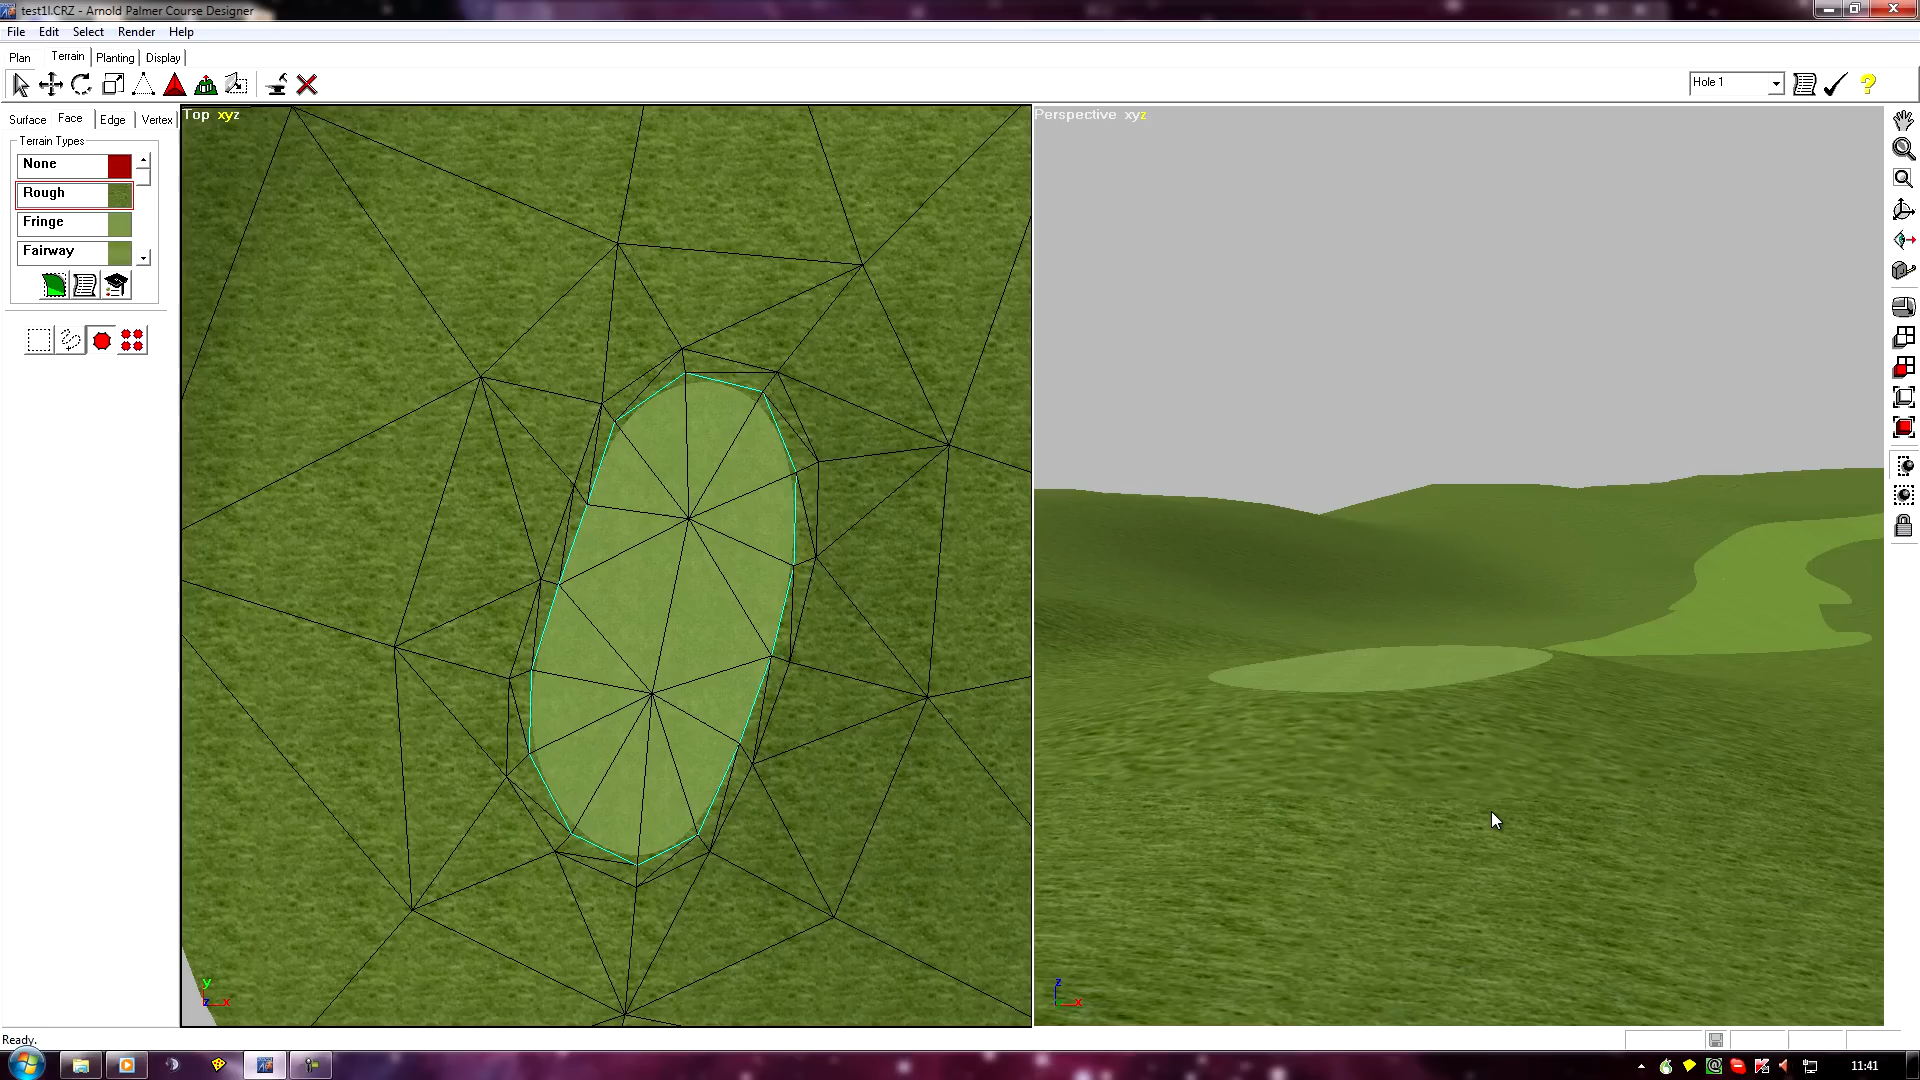 test1l.CRZ - Arnold Palmer Course Designer
File Edit Select Render Help
Plan Terrain Planting Display
Hole 1
Surface Face Edge Vertex
Terrain Types
None
Rough
Fringe
Fairway
Top xyz
Perspective xyz
y
z x
z
x
Ready.
11:41